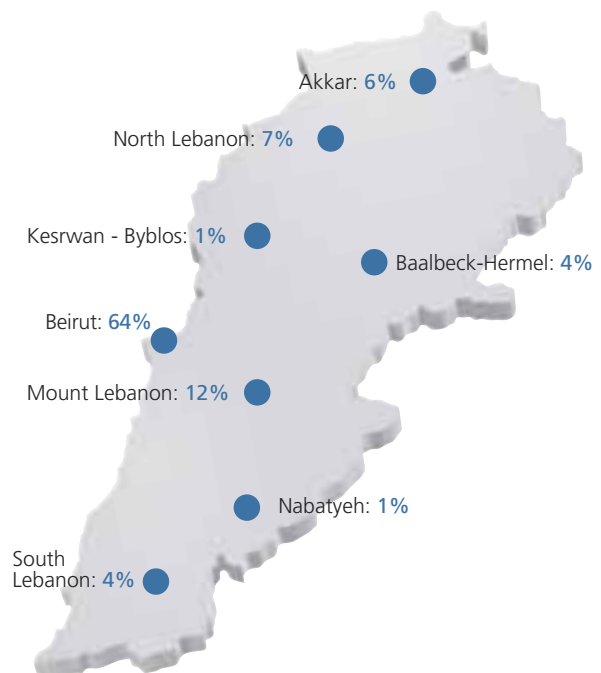 Akkar: 6%
North Lebanon: 7%
Kesrwan - Byblos: 1%
Baalbeck-Hermel: 4%
Beirut: 64%
Mount Lebanon: 12%
Nabatyeh: 1%
South
Lebanon: 4%